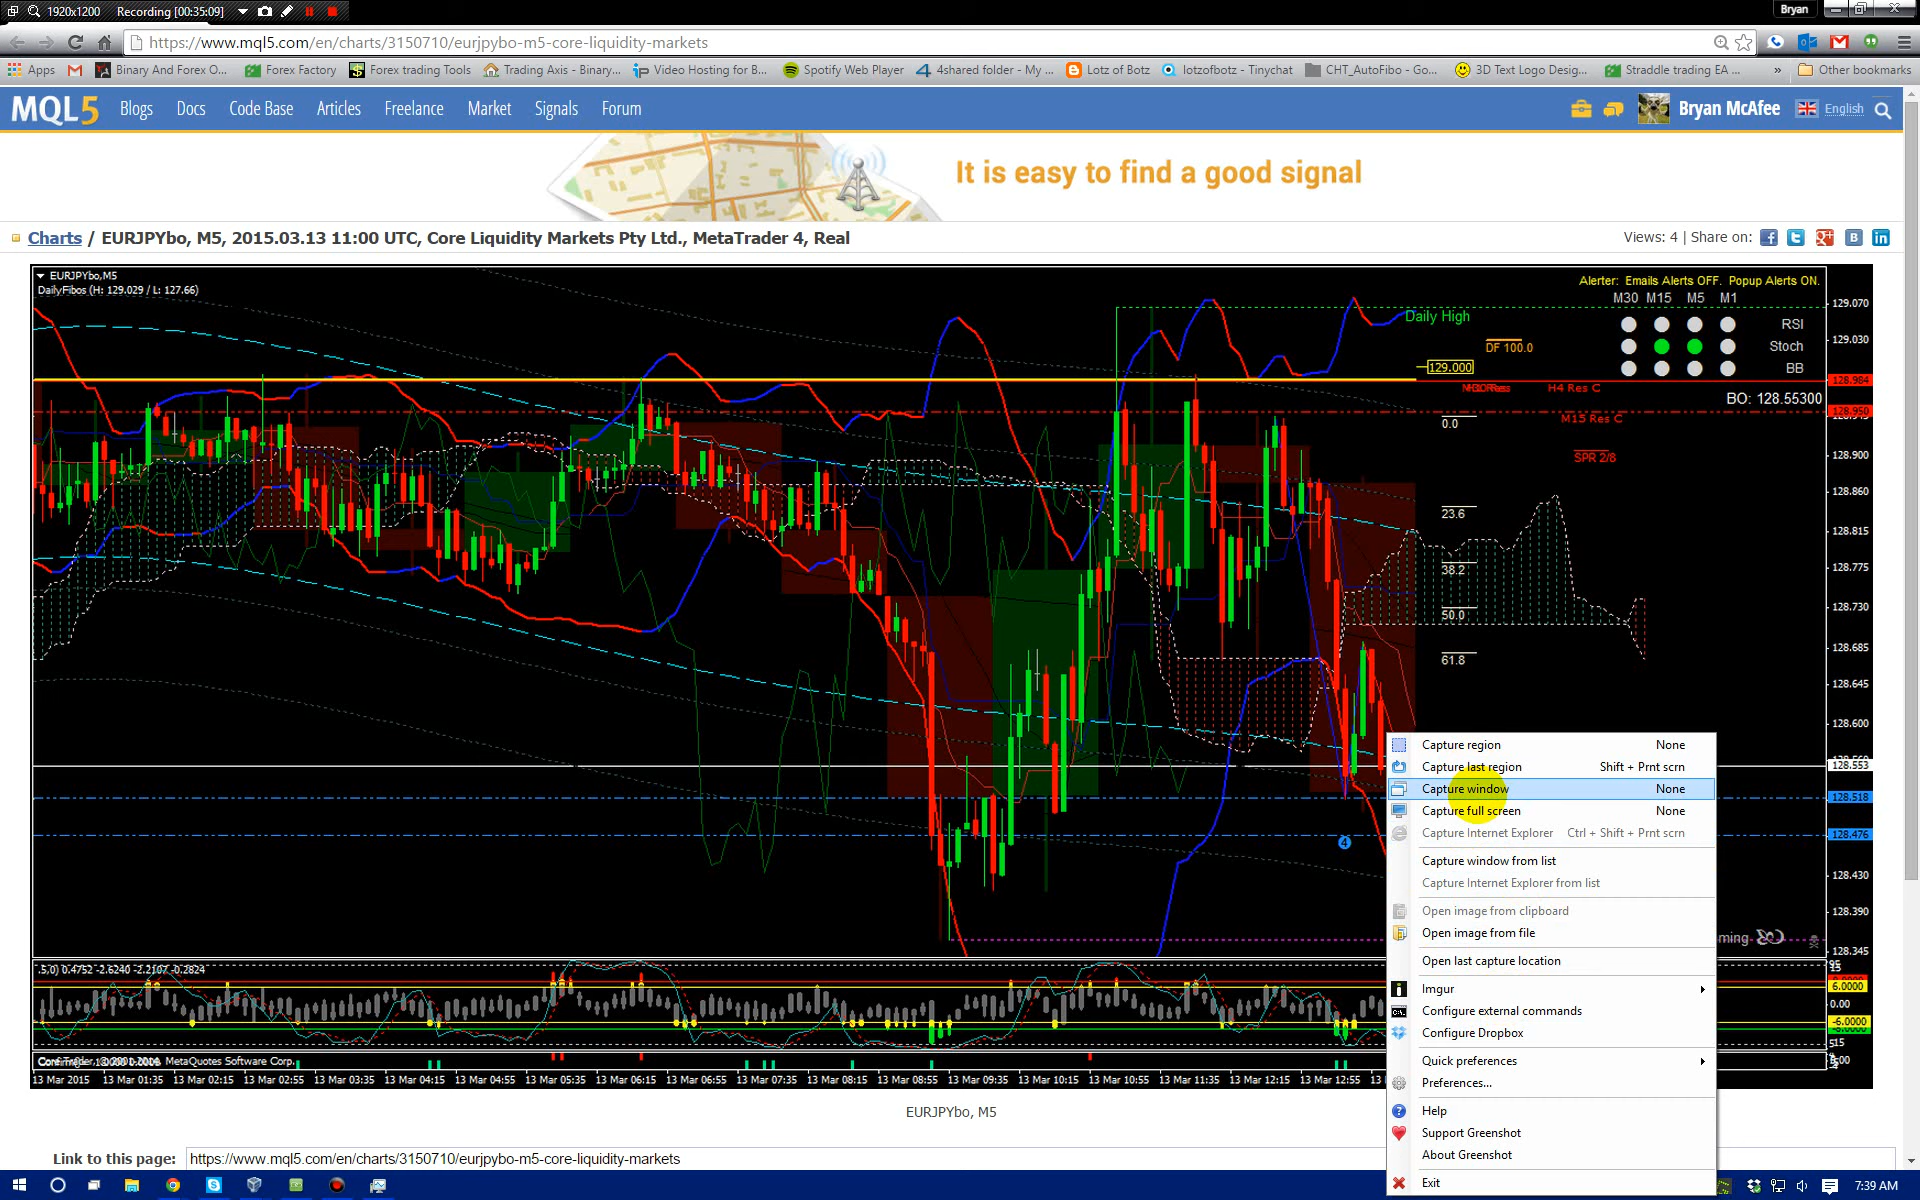 1920x1200 Recording [00:35:09]
Bryan
https://www.mql5.com/en/charts/3150710/eurjpybo-m5-core-liquidity-markets
Apps Binary And Forex O... Forex Factory Forex trading Tools Trading Axis - Binary... Video Hosting for B... Spotify Web Player 4shared folder - My ... Lotz of Botz lotzofbotz - Tinychat CHT_AutoFibo - Go... 3D Text Logo Desig... Straddle trading EA ... » Other bookmarks
MQL5 Blogs Docs Code Base Articles Freelance Market Signals Forum Bryan McAfee English
It is easy to find a good signal
Charts / EURJPYbo, M5, 2015.03.13 11:00 UTC, Core Liquidity Markets Pty Ltd., MetaTrader 4, Real
Views: 4 | Share on:
EURJPYbo,M5
DailyFibos (H: 129.029 / L: 127.66)
Alerter: Emails Alerts OFF. Popup Alerts ON.
M30 M15 M5 M1
RSI
Stoch
BB
BO: 128.55300
Daily High
DF 100.0
129.000
H4 Res C
M15 Res C
SPR 2/8
0.0
23.6
38.2
50.0
61.8
129.070
129.030
128.984
128.950
128.900
128.860
128.815
128.775
128.730
128.685
128.645
128.600
128.553
128.518
128.476
128.430
128.390
128.345
4
Capture region None
Capture last region Shift + Prnt scrn
Capture window None
Capture full screen None
Capture Internet Explorer Ctrl + Shift + Prnt scrn
Capture window from list
Capture Internet Explorer from list
Open image from clipboard
Open image from file
Open last capture location
Imgur
Configure external commands
Configure Dropbox
Quick preferences
Preferences...
Help
Support Greenshot
About Greenshot
Exit
ming
.5,0) 0.4752 -2.6240 -2.2107 -0.2824
6.0000
0.00
-6.0000
MetaQuotes Software Corp.
13 Mar 2015 13 Mar 01:35 13 Mar 02:15 13 Mar 02:55 13 Mar 03:35 13 Mar 04:15 13 Mar 04:55 13 Mar 05:35 13 Mar 06:15 13 Mar 06:55 13 Mar 07:35 13 Mar 08:15 13 Mar 08:55 13 Mar 09:35 13 Mar 10:15 13 Mar 10:55 13 Mar 11:35 13 Mar 12:15 13 Mar 12:55 13
EURJPYbo, M5
Link to this page: https://www.mql5.com/en/charts/3150710/eurjpybo-m5-core-liquidity-markets
7:39 AM